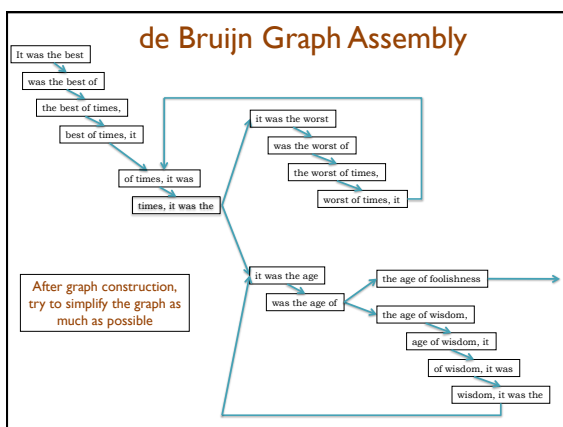 de Bruijn Graph Assembly
It was the best
was the best of
the best of times,
best of times, it
of times, it was
times, it was the
it was the worst
was the worst of
the worst of times,
worst of times, it
it was the age
was the age of
the age of foolishness
the age of wisdom,
age of wisdom, it
of wisdom, it was
wisdom, it was the
After graph construction,
try to simplify the graph as
much as possible